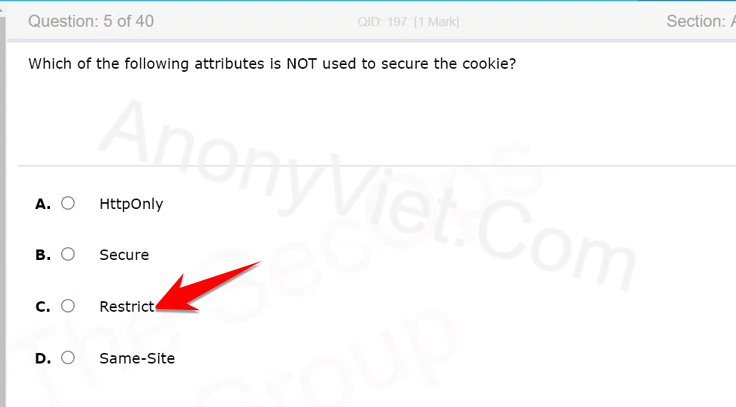 Question: 5 of 40
QID: 197 [1 Mark]
Section: A
Which of the following attributes is NOT used to secure the cookie?
AnonyViet.Com
The SecOps
Group
A. HttpOnly
B. Secure
C. Restrict
D. Same-Site